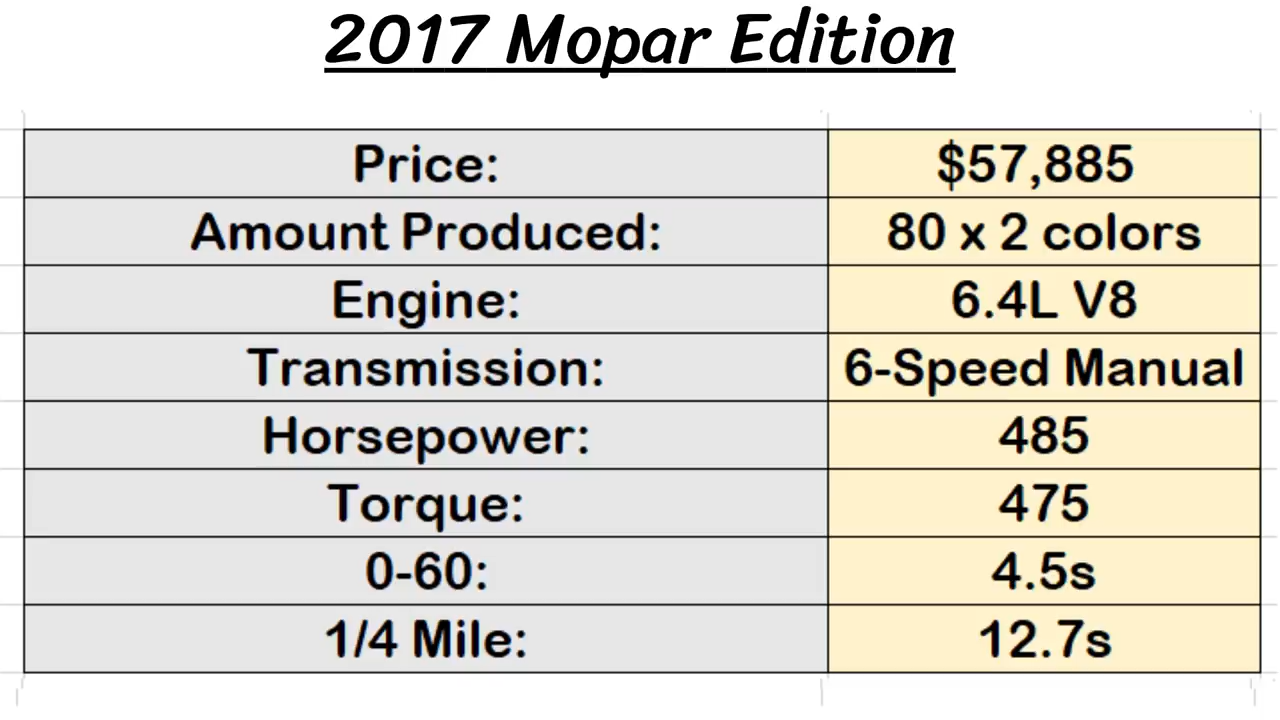 2017 Mopar Edition
Price: $57,885
Amount Produced: 80 x 2 colors
Engine: 6.4L V8
Transmission: 6-Speed Manual
Horsepower: 485
Torque: 475
0-60: 4.5s
1/4 Mile: 12.7s